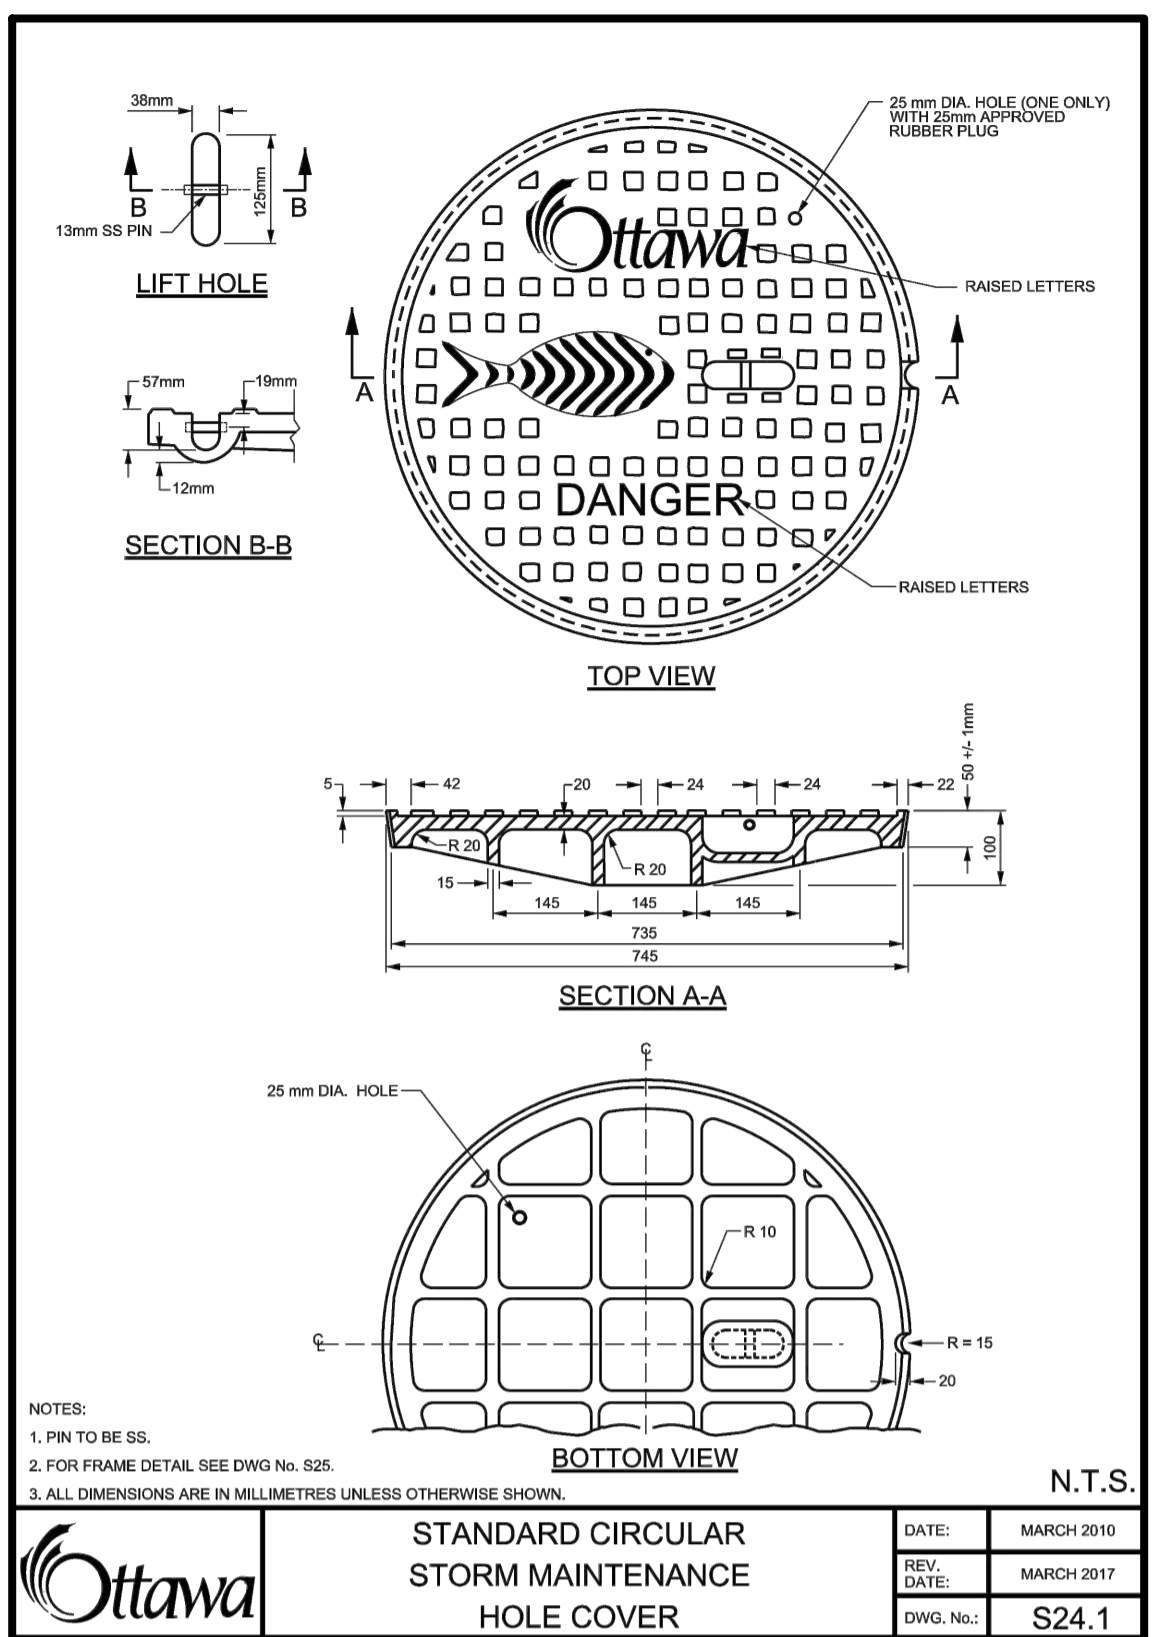 38mm
125mm
B
B
13mm SS PIN
LIFT HOLE
57mm
19mm
12mm
SECTION B-B
25 mm DIA. HOLE (ONE ONLY)
WITH 25mm APPROVED
RUBBER PLUG
Ottawa
RAISED LETTERS
A
A
DANGER
RAISED LETTERS
TOP VIEW
5
42
20
24
24
22
50 +/- 1mm
100
R 20
R 20
15
145
145
145
735
745
SECTION A-A
CL
25 mm DIA. HOLE
R 10
CL
R = 15
20
BOTTOM VIEW
NOTES:
1. PIN TO BE SS.
2. FOR FRAME DETAIL SEE DWG No. S25.
3. ALL DIMENSIONS ARE IN MILLIMETRES UNLESS OTHERWISE SHOWN.
N.T.S.
Ottawa
STANDARD CIRCULAR
STORM MAINTENANCE
HOLE COVER
DATE:
MARCH 2010
REV.
DATE:
MARCH 2017
DWG. No.:
S24.1